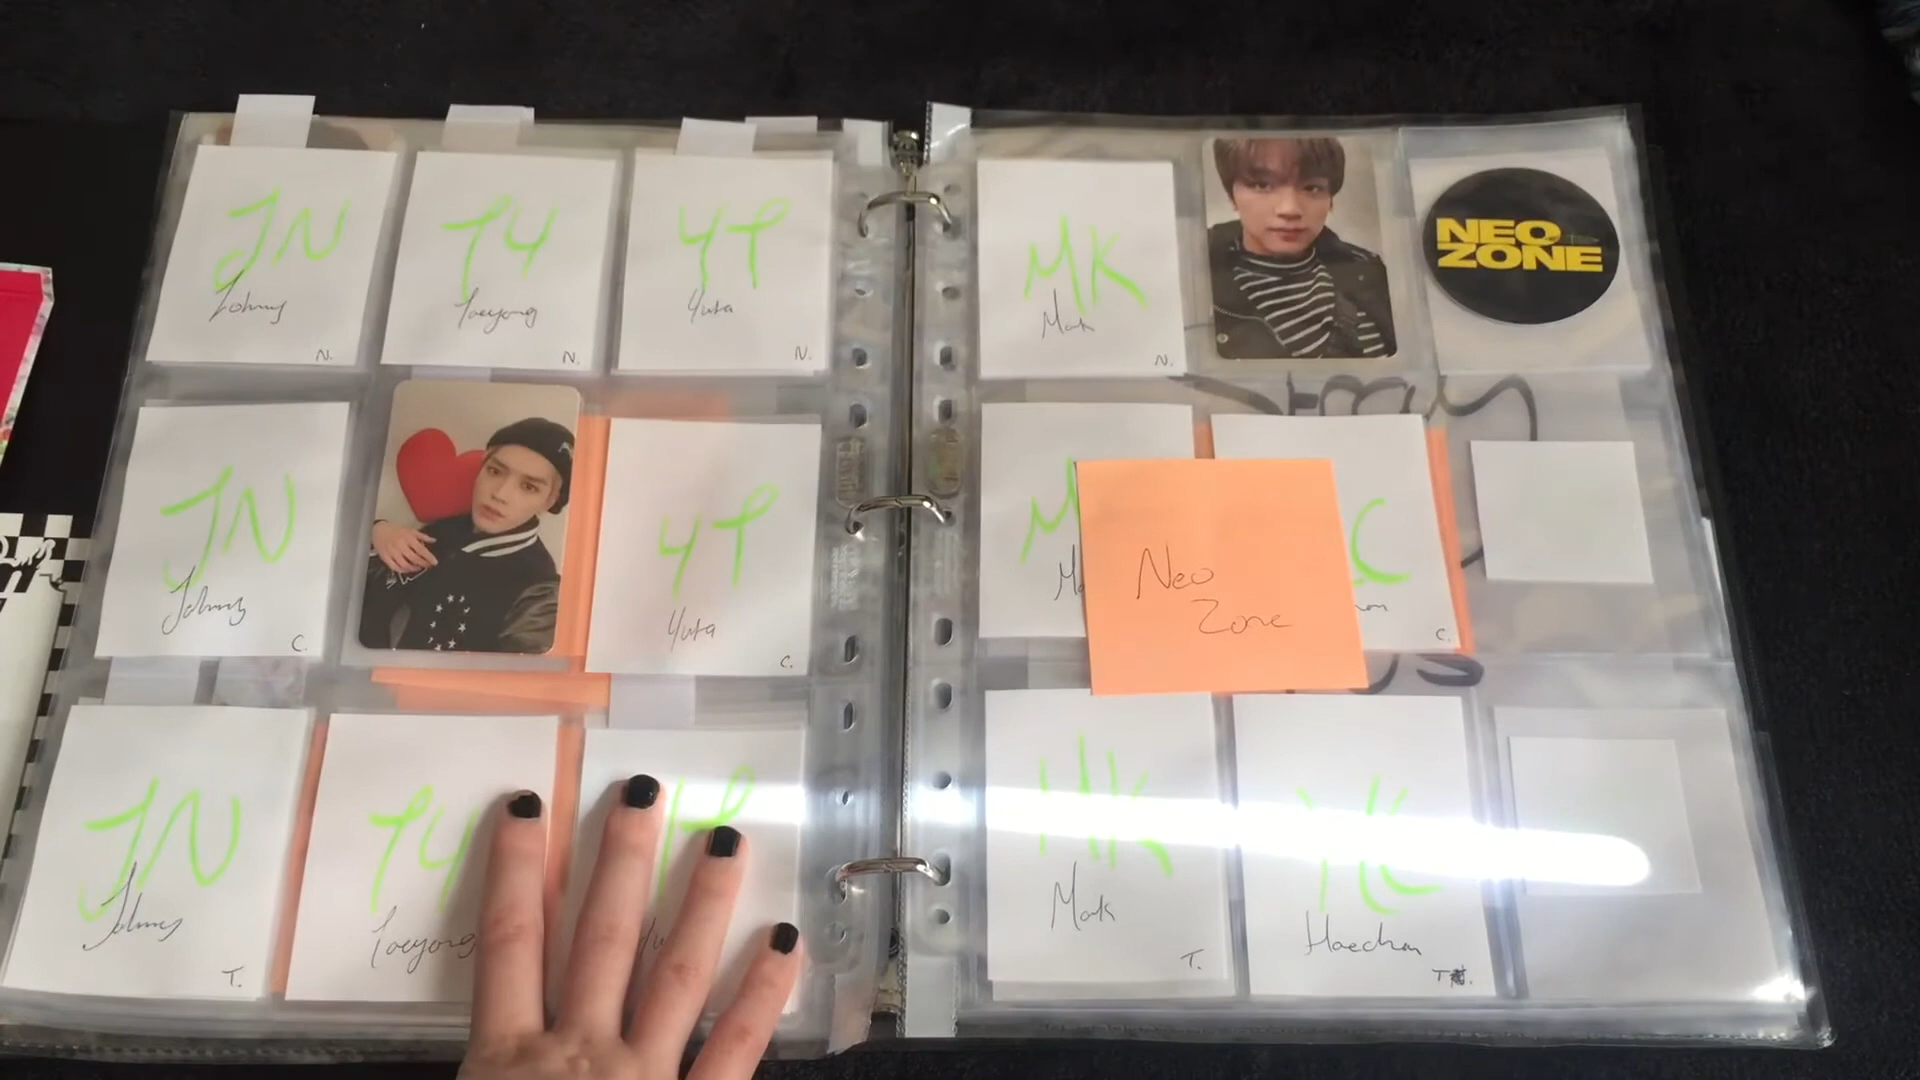 JN
Johnny
N.
TY
Taeyong
N.
YT
Yuta
N.
MK
Mark
N.
NEO
ZONE
JN
Johnny
C.
YT
Yuta
C.
Neo
Zone
C.
JN
Johnny
T.
TY
Taeyong
MK
Mark
T.
HC
Haechan
T